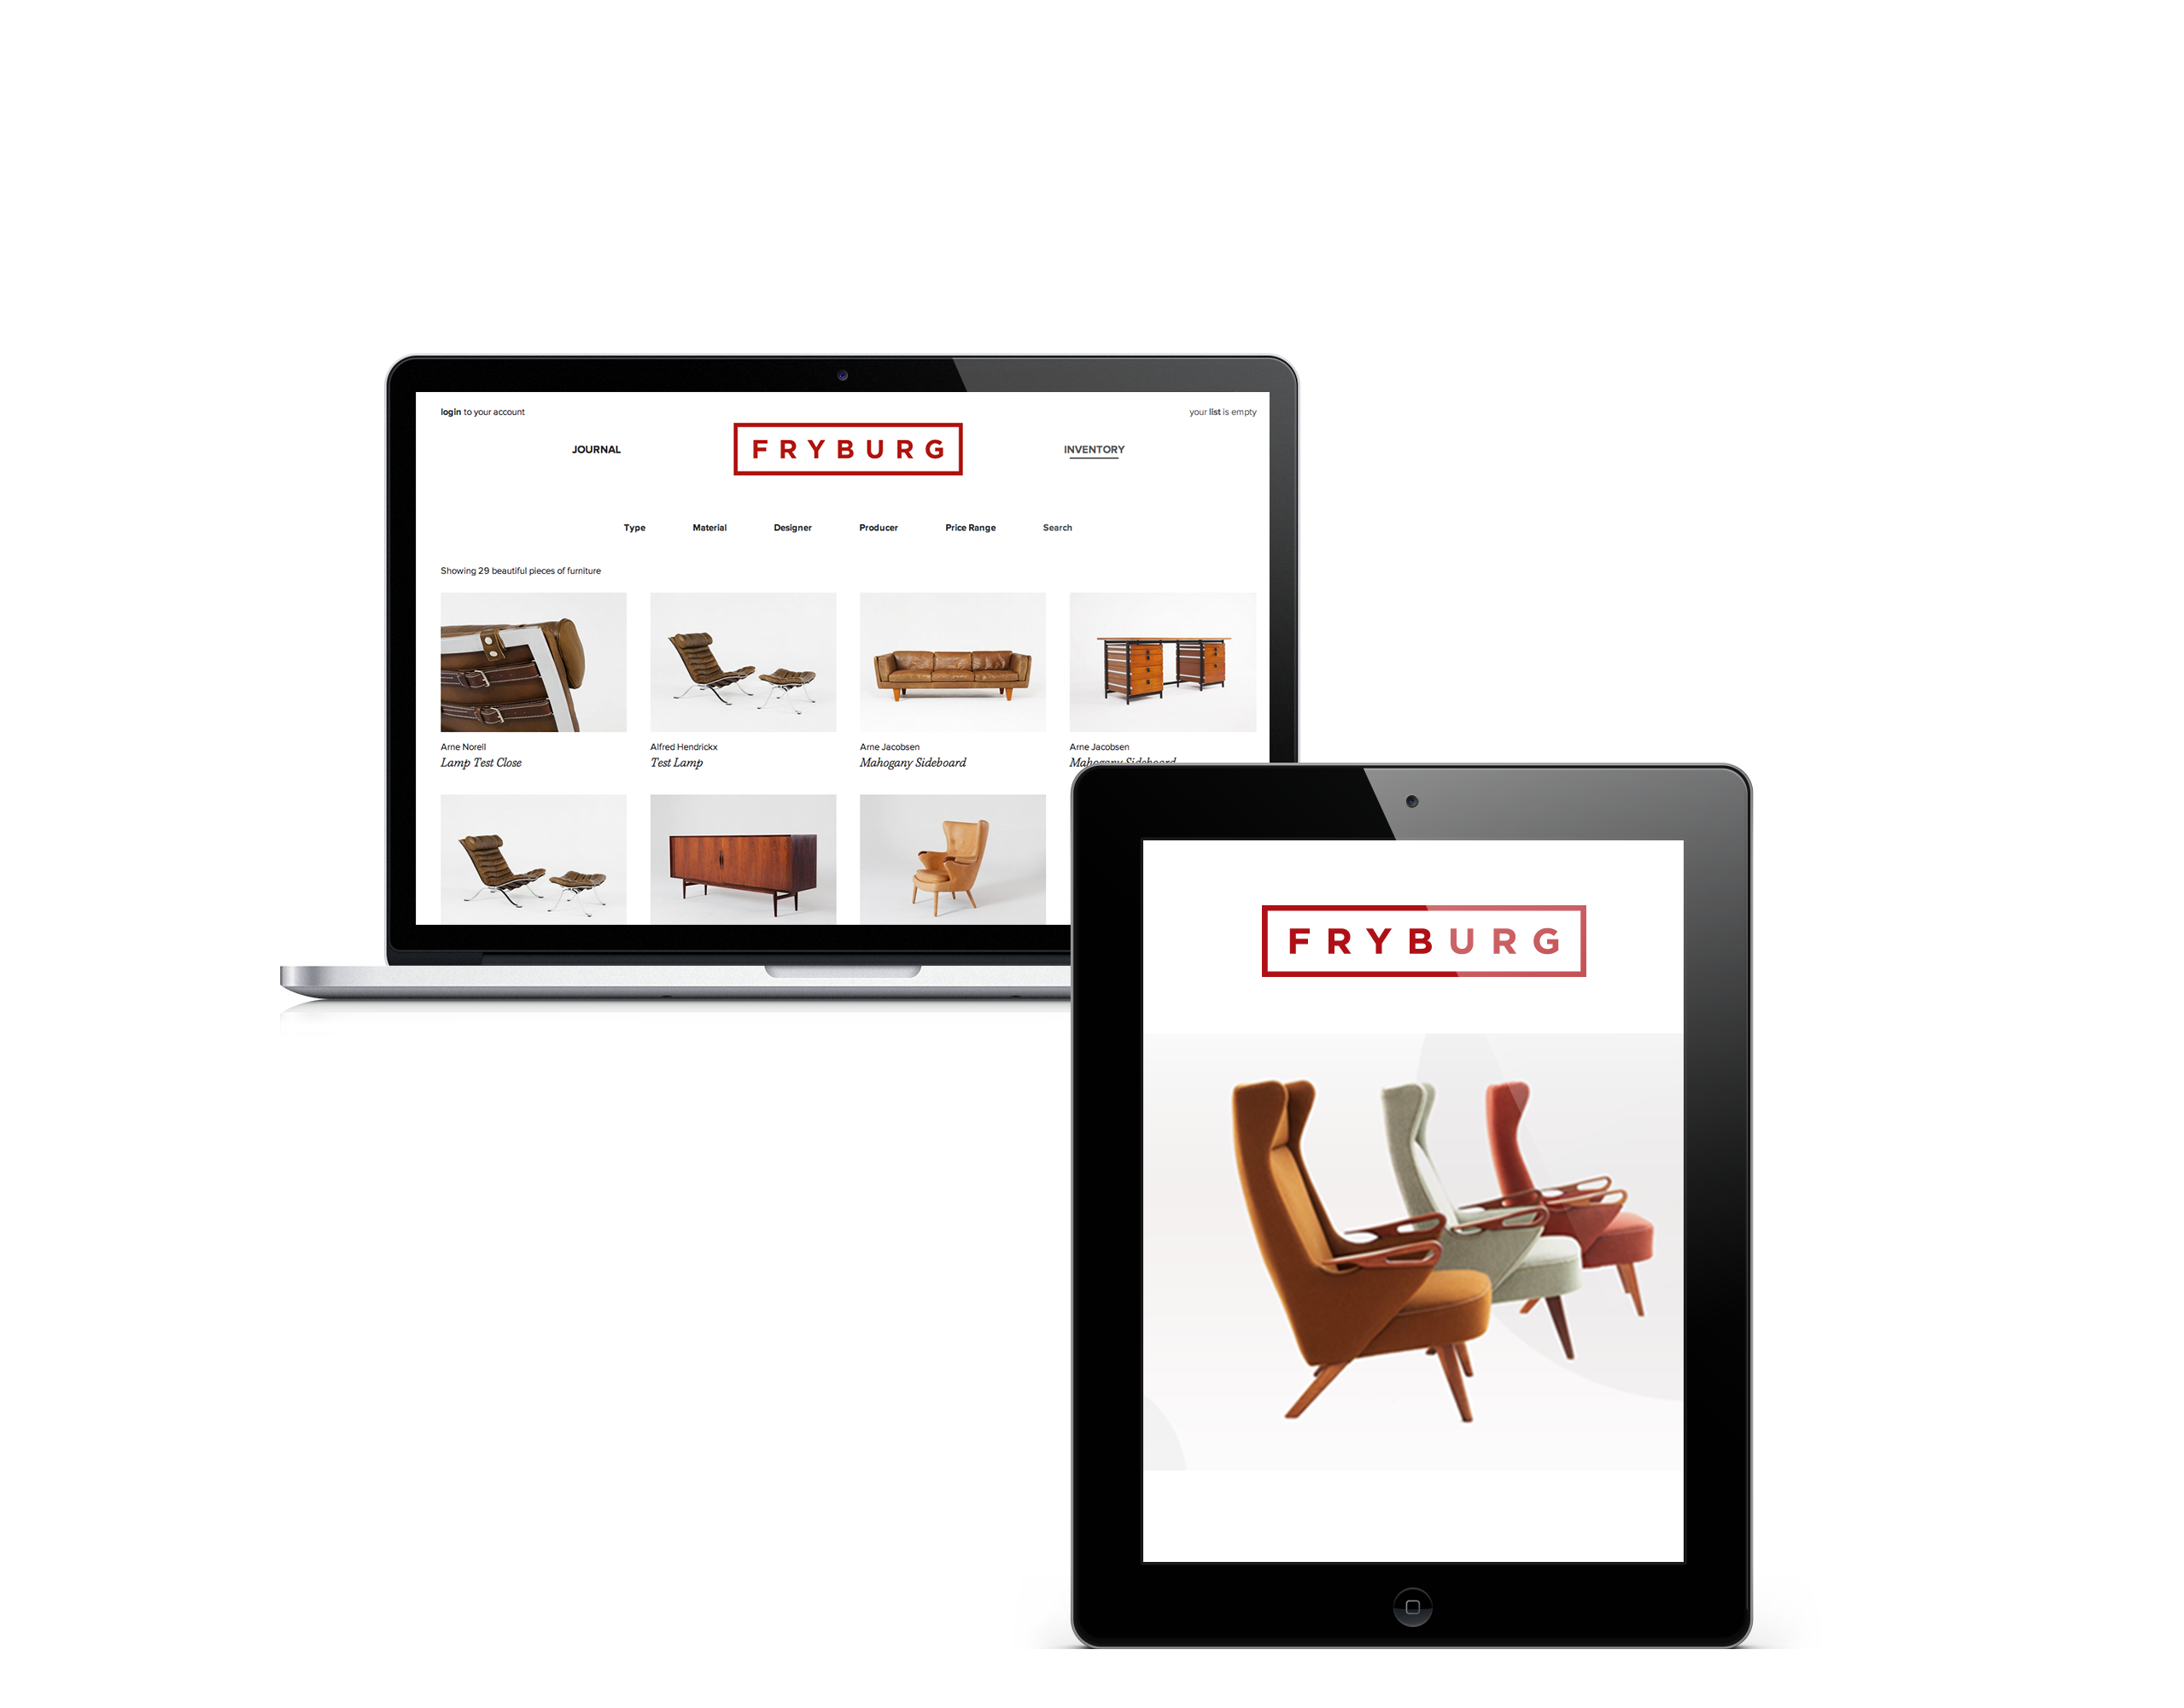 login to your account
your list is empty
JOURNAL
FRYBURG
INVENTORY
Type Material Designer Producer Price Range Search
Showing 29 beautiful pieces of furniture
Arne Norell
Lamp Test Close
Alfred Hendrickx
Test Lamp
Arne Jacobsen
Mahogany Sideboard
Arne Jacobsen
Mahogany Sideboard
FRYBURG